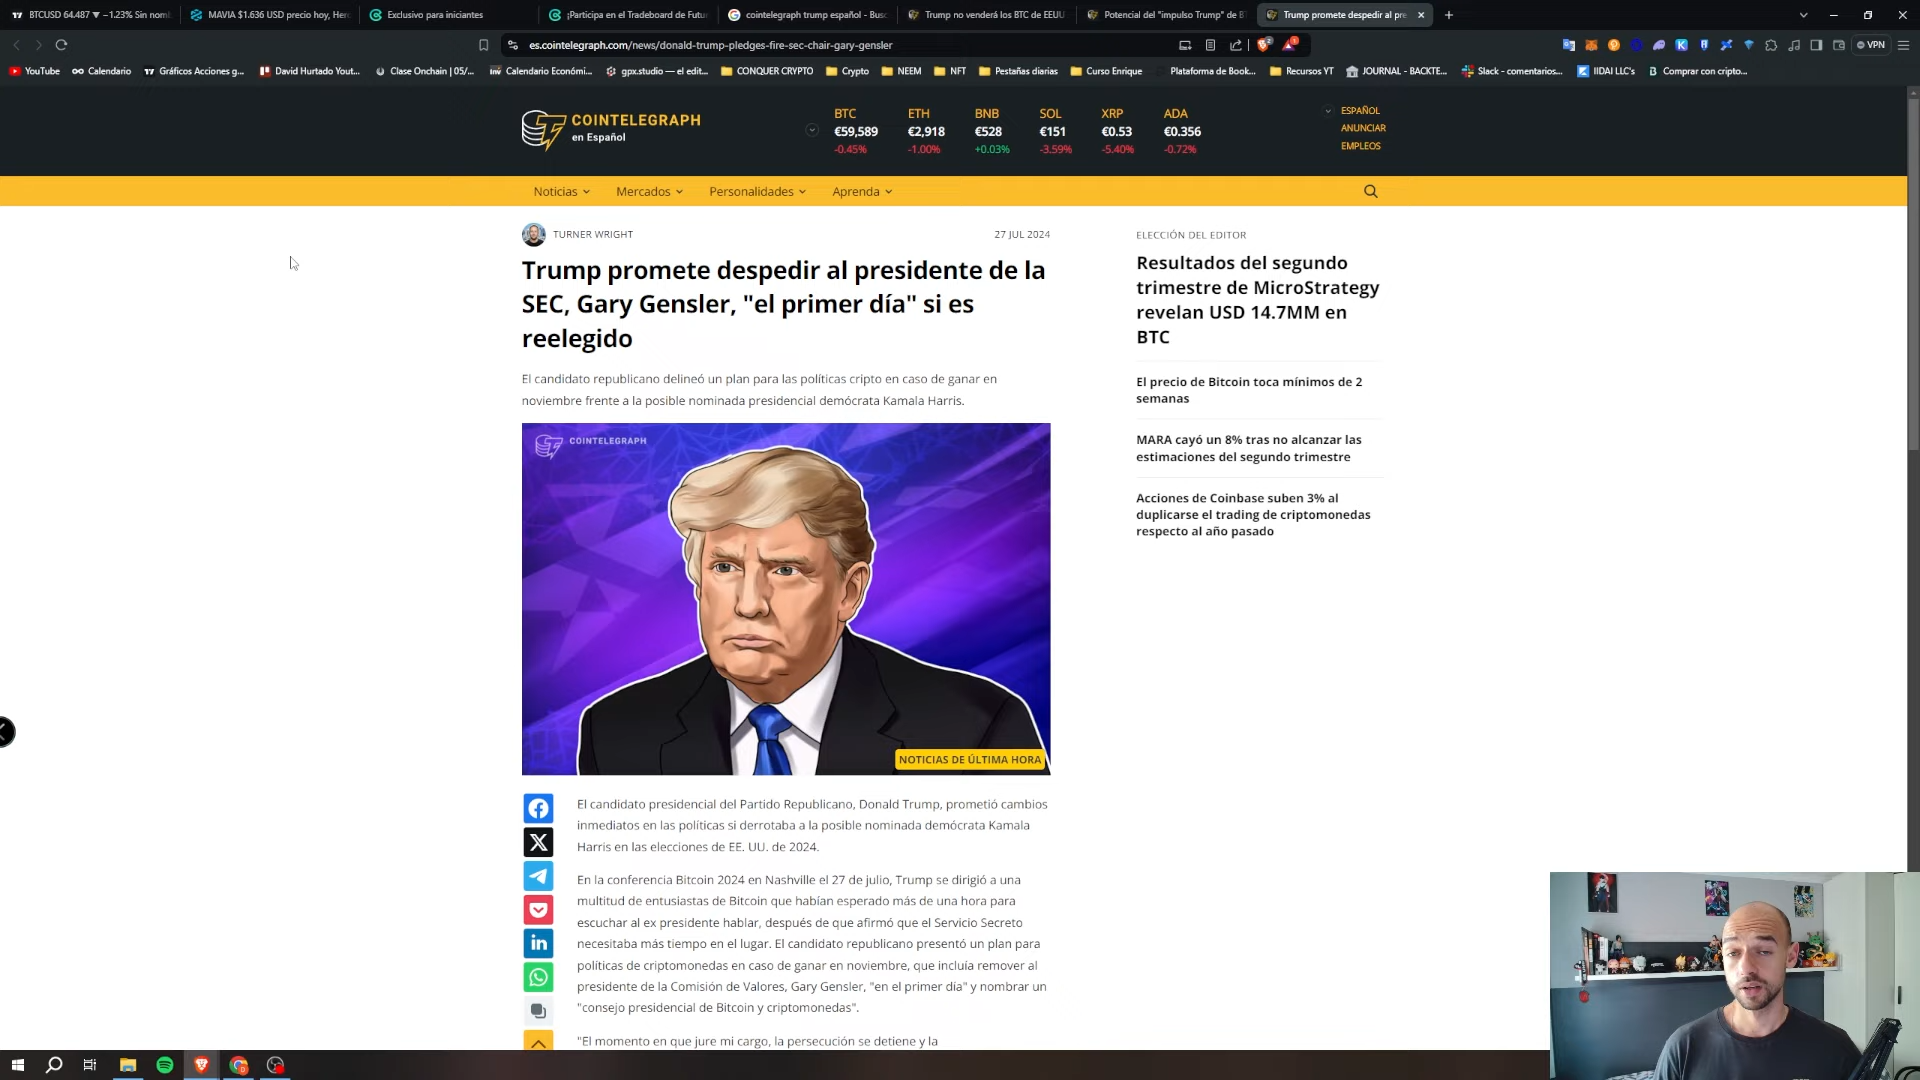 BTCUSD 64.487 ▼ −1.23% Sin nom
MAVIA $1.636 USD precio hoy, Her
Exclusivo para iniciantes
¡Participa en el Tradeboard de Futu
cointelegraph trump español - Bus
Trump no venderá los BTC de EEUU
Potencial del "impulso Trump" de B
Trump promete despedir al pre
es.cointelegraph.com/news/donald-trump-pledges-fire-sec-chair-gary-gensler
VPN
YouTube
Calendario
Gráficos Acciones g...
David Hurtado Yout...
Clase Onchain | 05/...
Calendario Económi...
gpx.studio — el edit...
CONQUER CRYPTO
Crypto
NEEM
NFT
Pestañas diarias
Curso Enrique
Plataforma de Book...
Recursos YT
JOURNAL - BACKTE...
Slack - comentarios...
IIDAI LLC's
Comprar con cripto...
COINTELEGRAPH
en Español
BTC
€59,589
-0.45%
ETH
€2,918
-1.00%
BNB
€528
+0.03%
SOL
€151
-3.59%
XRP
€0.53
-5.40%
ADA
€0.356
-0.72%
ESPAÑOL
ANUNCIAR
EMPLEOS
Noticias
Mercados
Personalidades
Aprenda
TURNER WRIGHT
27 JUL 2024
Trump promete despedir al presidente de la
SEC, Gary Gensler, "el primer día" si es
reelegido
El candidato republicano delineó un plan para las políticas cripto en caso de ganar en
noviembre frente a la posible nominada presidencial demócrata Kamala Harris.
COINTELEGRAPH
NOTICIAS DE ÚLTIMA HORA
El candidato presidencial del Partido Republicano, Donald Trump, prometió cambios
inmediatos en las políticas si derrotaba a la posible nominada demócrata Kamala
Harris en las elecciones de EE. UU. de 2024.
En la conferencia Bitcoin 2024 en Nashville el 27 de julio, Trump se dirigió a una
multitud de entusiastas de Bitcoin que habían esperado más de una hora para
escuchar al ex presidente hablar, después de que afirmó que el Servicio Secreto
necesitaba más tiempo en el lugar. El candidato republicano presentó un plan para
políticas de criptomonedas en caso de ganar en noviembre, que incluía remover al
presidente de la Comisión de Valores, Gary Gensler, "en el primer día" y nombrar un
"consejo presidencial de Bitcoin y criptomonedas".
"El momento en que jure mi cargo, la persecución se detiene y la
ELECCIÓN DEL EDITOR
Resultados del segundo
trimestre de MicroStrategy
revelan USD 14.7MM en
BTC
El precio de Bitcoin toca mínimos de 2
semanas
MARA cayó un 8% tras no alcanzar las
estimaciones del segundo trimestre
Acciones de Coinbase suben 3% al
duplicarse el trading de criptomonedas
respecto al año pasado